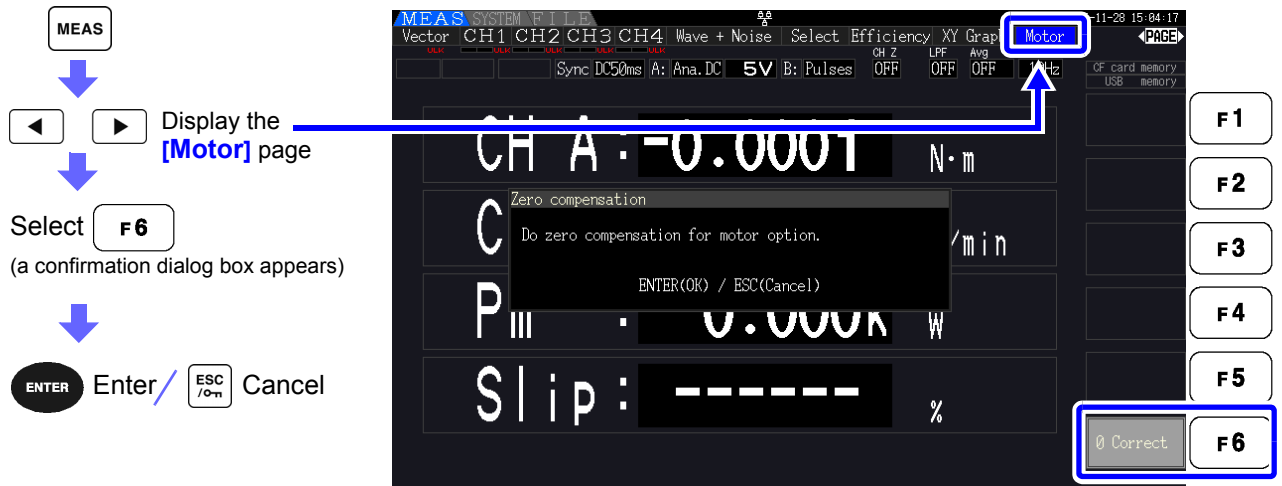 MEAS
Display the
[Motor] page
Select F6
(a confirmation dialog box appears)
ENTER Enter / ESC Cancel
MEAS SYSTEM FILE
-11-28 15:04:17
Vector CH1 CH2 CH3 CH4 Wave + Noise Select Efficiency XY Grap Motor
PAGE
CH Z LPF Avg
Sync DC50ms A: Ana.DC 5V B: Pulses OFF OFF OFF
CF card memory
USB memory
CH A: -0.0001 N·m
Zero compensation
Do zero compensation for motor option.
ENTER(OK) / ESC(Cancel)
C /min
Pm : 0.000k W
Slip: ------ %
0 Correct
F1
F2
F3
F4
F5
F6